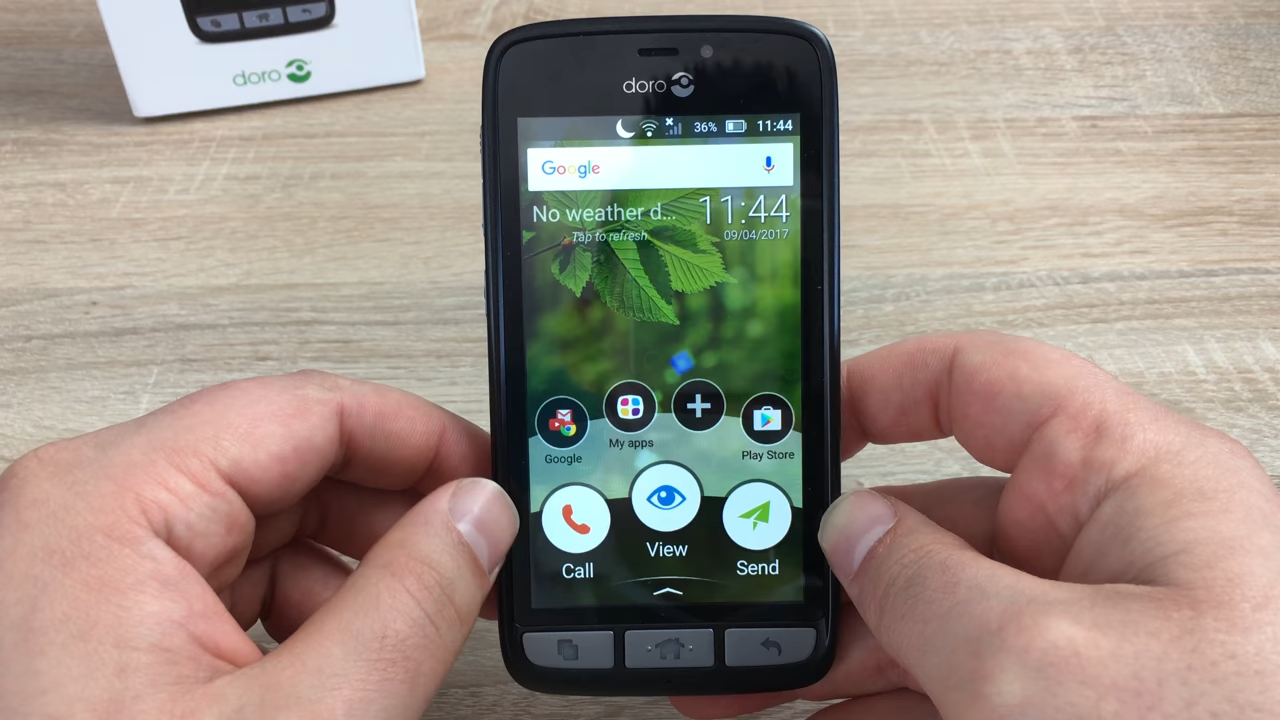 doro
doro
36% 11:44
Google
No weather d... 11:44
Tap to refresh 09/04/2017
My apps
Google Play Store
View
Call Send